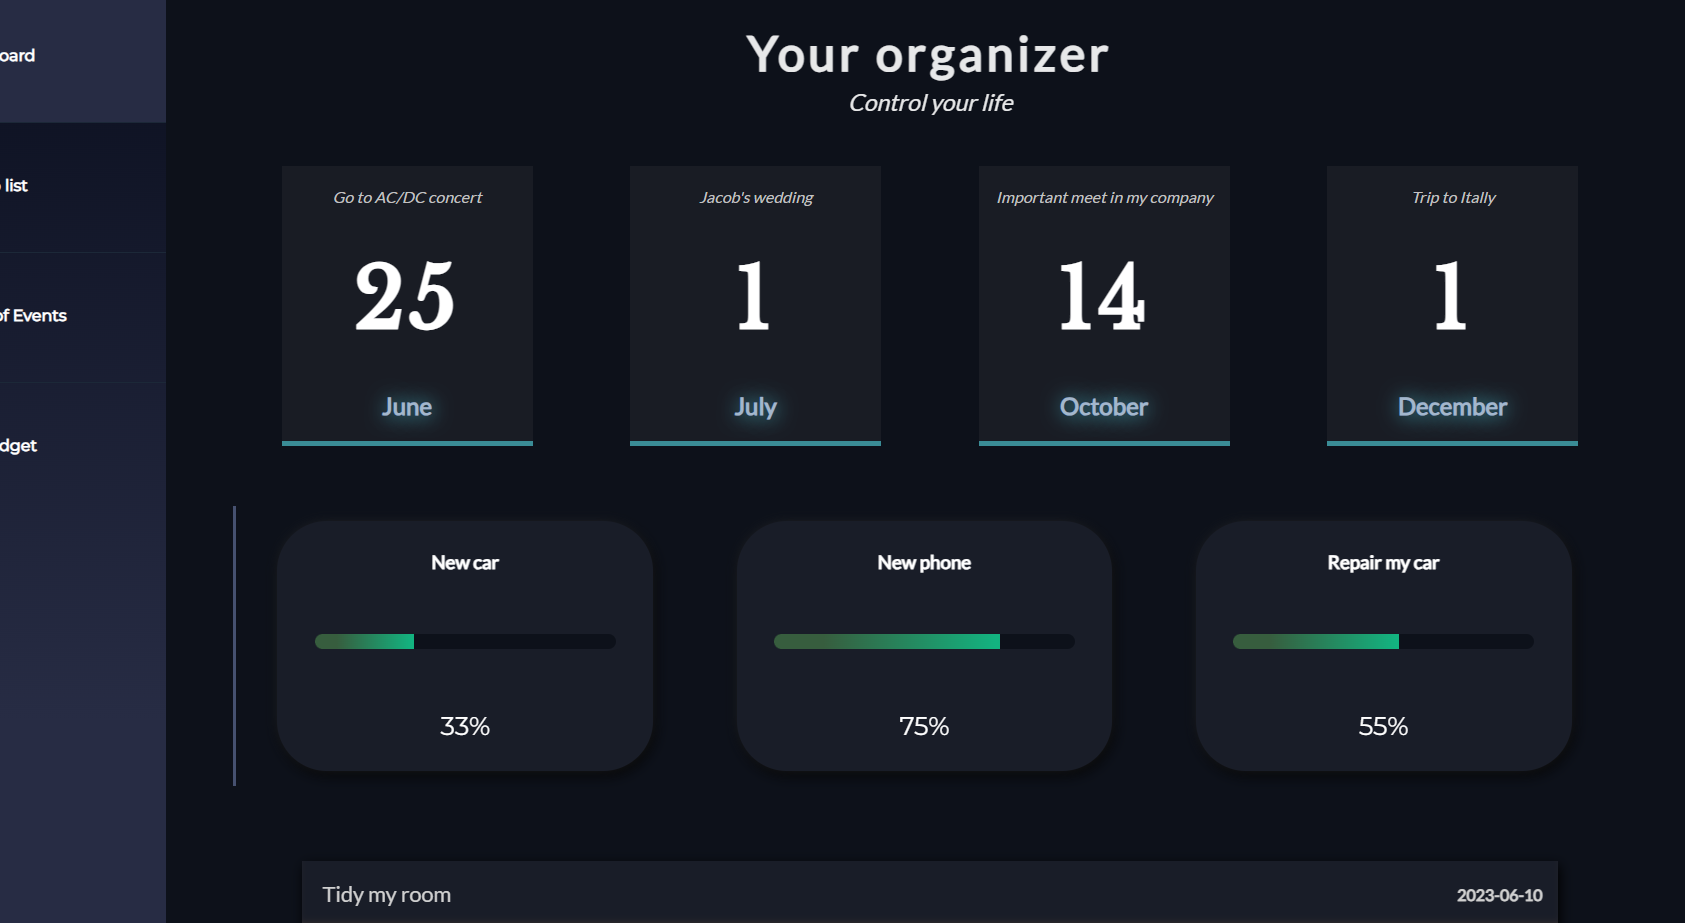 oard
list
of Events
dget
Your organizer
Control your life
Go to AC/DC concert
25
June
Jacob's wedding
1
July
Important meet in my company
14
October
Trip to Itally
1
December
New car
33%
New phone
75%
Repair my car
55%
Tidy my room
2023-06-10